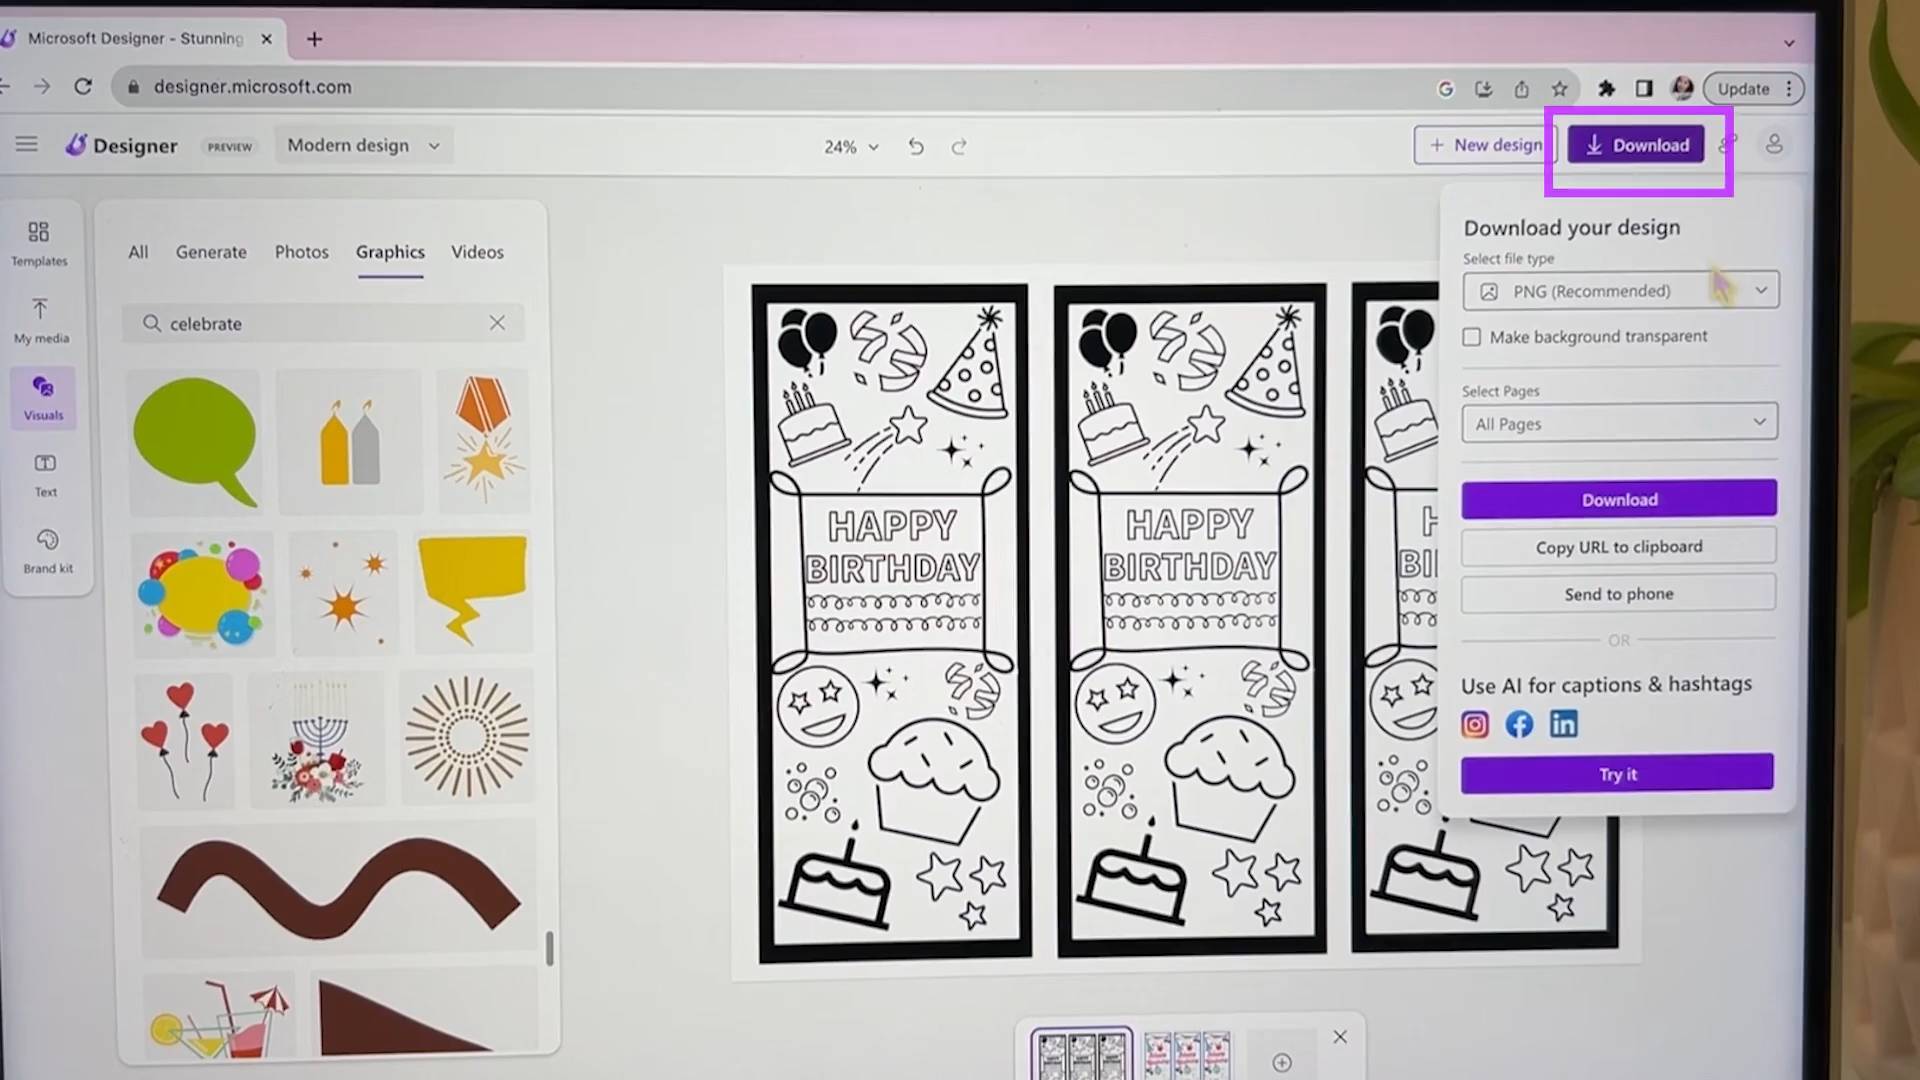 Microsoft Designer - Stunning
designer.microsoft.com
Update
Designer
PREVIEW
Modern design
24%
+ New design
Download
Templates
My media
Visuals
Text
Brand kit
All
Generate
Photos
Graphics
Videos
celebrate
HAPPY
BIRTHDAY
HAPPY
BIRTHDAY
H
BI
Download your design
Select file type
PNG (Recommended)
Make background transparent
Select Pages
All Pages
Download
Copy URL to clipboard
Send to phone
OR
Use AI for captions & hashtags
Try it